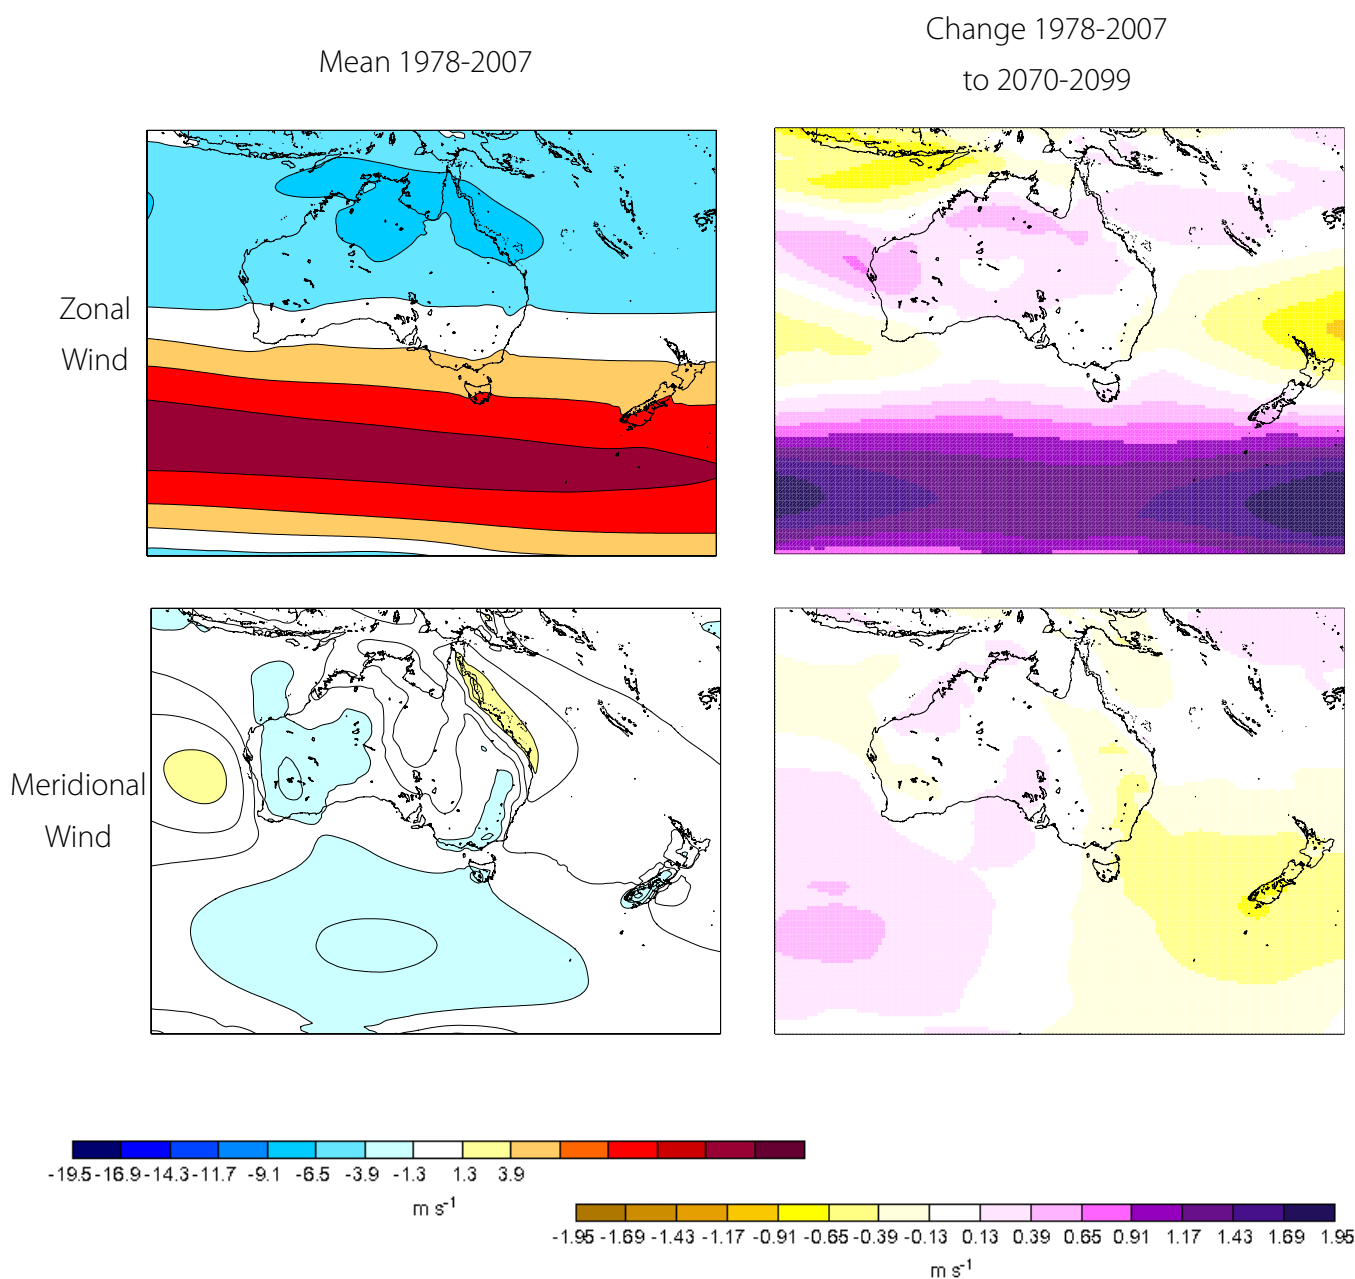 Mean 1978-2007
Change 1978-2007
to 2070-2099
Zonal
Wind
Meridional
Wind
-19.5 -16.9 -14.3 -11.7 -9.1 -6.5 -3.9 -1.3 1.3 3.9
m s-1
-1.95 -1.69 -1.43 -1.17 -0.91 -0.65 -0.39 -0.13 0.13 0.39 0.65 0.91 1.17 1.43 1.69 1.95
m s-1